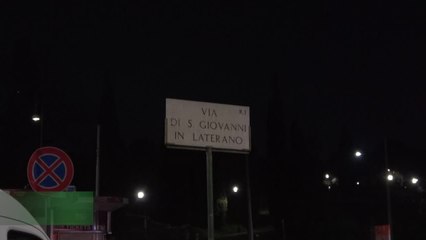 VIA R.I
DI S. GIOVANNI
IN LATERANO